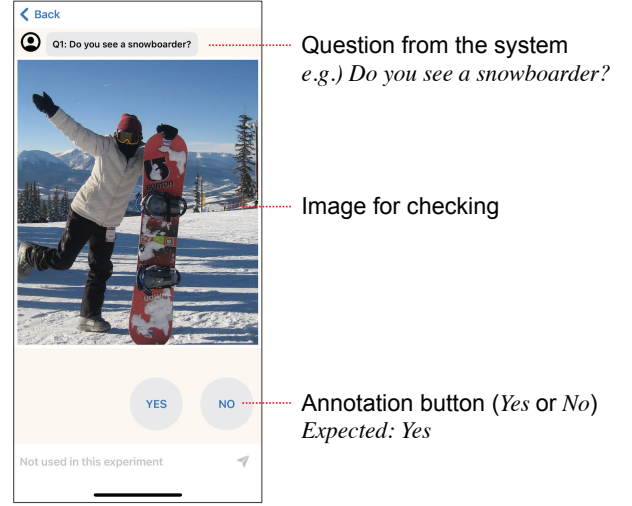 Back
Q1: Do you see a snowboarder?
Question from the system
e.g.) Do you see a snowboarder?
Burton
Image for checking
YES
NO
Annotation button (Yes or No)
Expected: Yes
Not used in this experiment